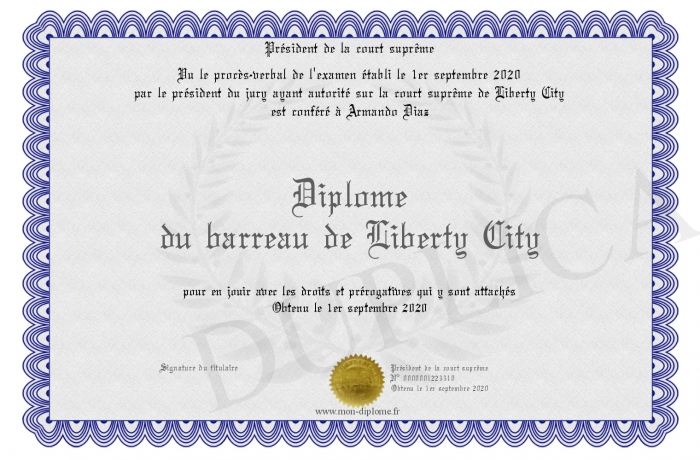 Président de la court suprême
Vu le procès-verbal de l'examen établi le 1er septembre 2020
par le président du jury ayant autorité sur la court suprême de Liberty City
est conféré à Armando Diaz
Diplome
du barreau de Liberty City
pour en jouir avec les droits et prérogatives qui y sont attachés
Obtenu le 1er septembre 2020
DUPLICA
Signature du titulaire
Président de la court suprême
N° 0000001223310
Obtenu le 1er septembre 2020
www.mon-diplome.fr